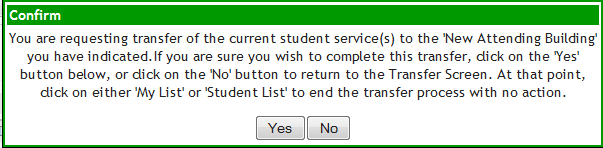 Confirm
You are requesting transfer of the current student service(s) to the 'New Attending Building'
you have indicated.If you are sure you wish to complete this transfer, click on the 'Yes'
button below, or click on the 'No' button to return to the Transfer Screen. At that point,
click on either 'My List' or 'Student List' to end the transfer process with no action.
Yes No